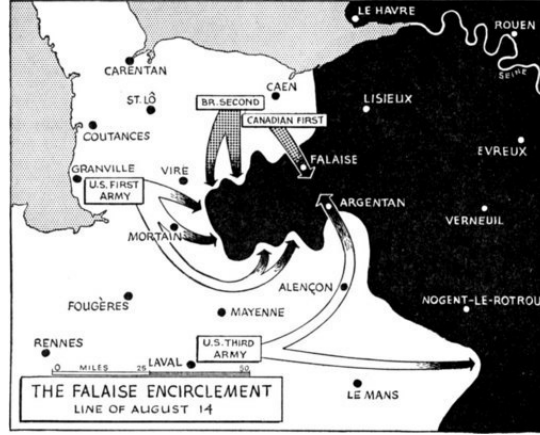 LE HAVRE
ROUEN
SEINE
CARENTAN
ST. LÔ
BR. SECOND
CAEN
CANADIAN FIRST
LISIEUX
COUTANCES
EVREUX
GRANVILLE
VIRE
FALAISE
U.S. FIRST
ARMY
ARGENTAN
VERNEUIL
MORTAIN
ALENÇON
FOUGÈRES
MAYENNE
NOGENT-LE-ROTROU
RENNES
U.S. THIRD
ARMY
LAVAL
0 MILES 25 50
LE MANS
THE FALAISE ENCIRCLEMENT
LINE OF AUGUST 14